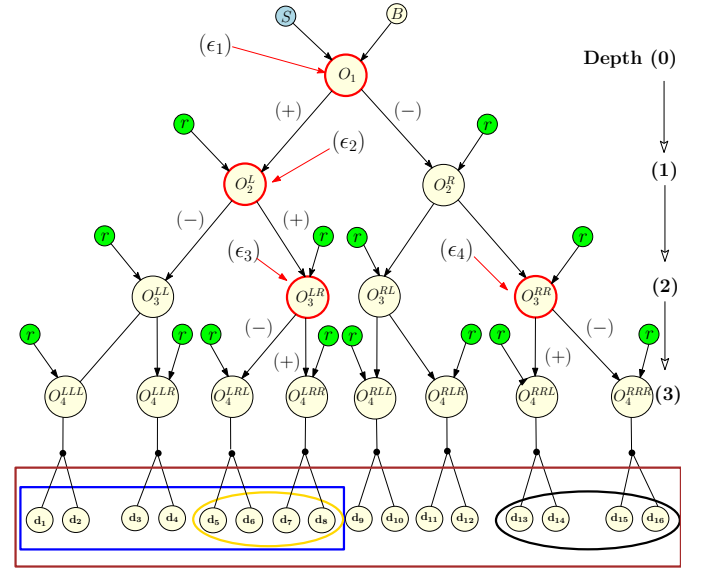 S B
(ϵ₁) O₁ Depth (0)
(+) (−)
r r
(ϵ₂)
O₂ᴸ O₂ᴿ (1)
(−) (+)
r (ϵ₃) r r (ϵ₄) r
O₃ᴸᴸ O₃ᴸᴿ O₃ᴿᴸ O₃ᴿᴿ (2)
(−) (−)
r r r r r r r r
(+) (+)
O₄ᴸᴸᴸ O₄ᴸᴸᴿ O₄ᴸᴿᴸ O₄ᴸᴿᴿ O₄ᴿᴸᴸ O₄ᴿᴸᴿ O₄ᴿᴿᴸ O₄ᴿᴿᴿ (3)
d₁ d₂ d₃ d₄ d₅ d₆ d₇ d₈ d₉ d₁₀ d₁₁ d₁₂ d₁₃ d₁₄ d₁₅ d₁₆